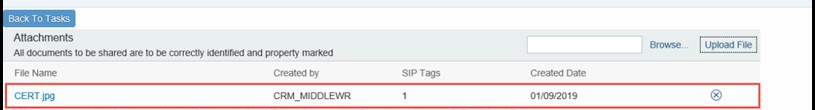 Back To Tasks
Attachments
All documents to be shared are to be correctly identified and property marked
Browse... Upload File
File Name Created by SIP Tags Created Date
CERT.jpg CRM_MIDDLEWR 1 01/09/2019